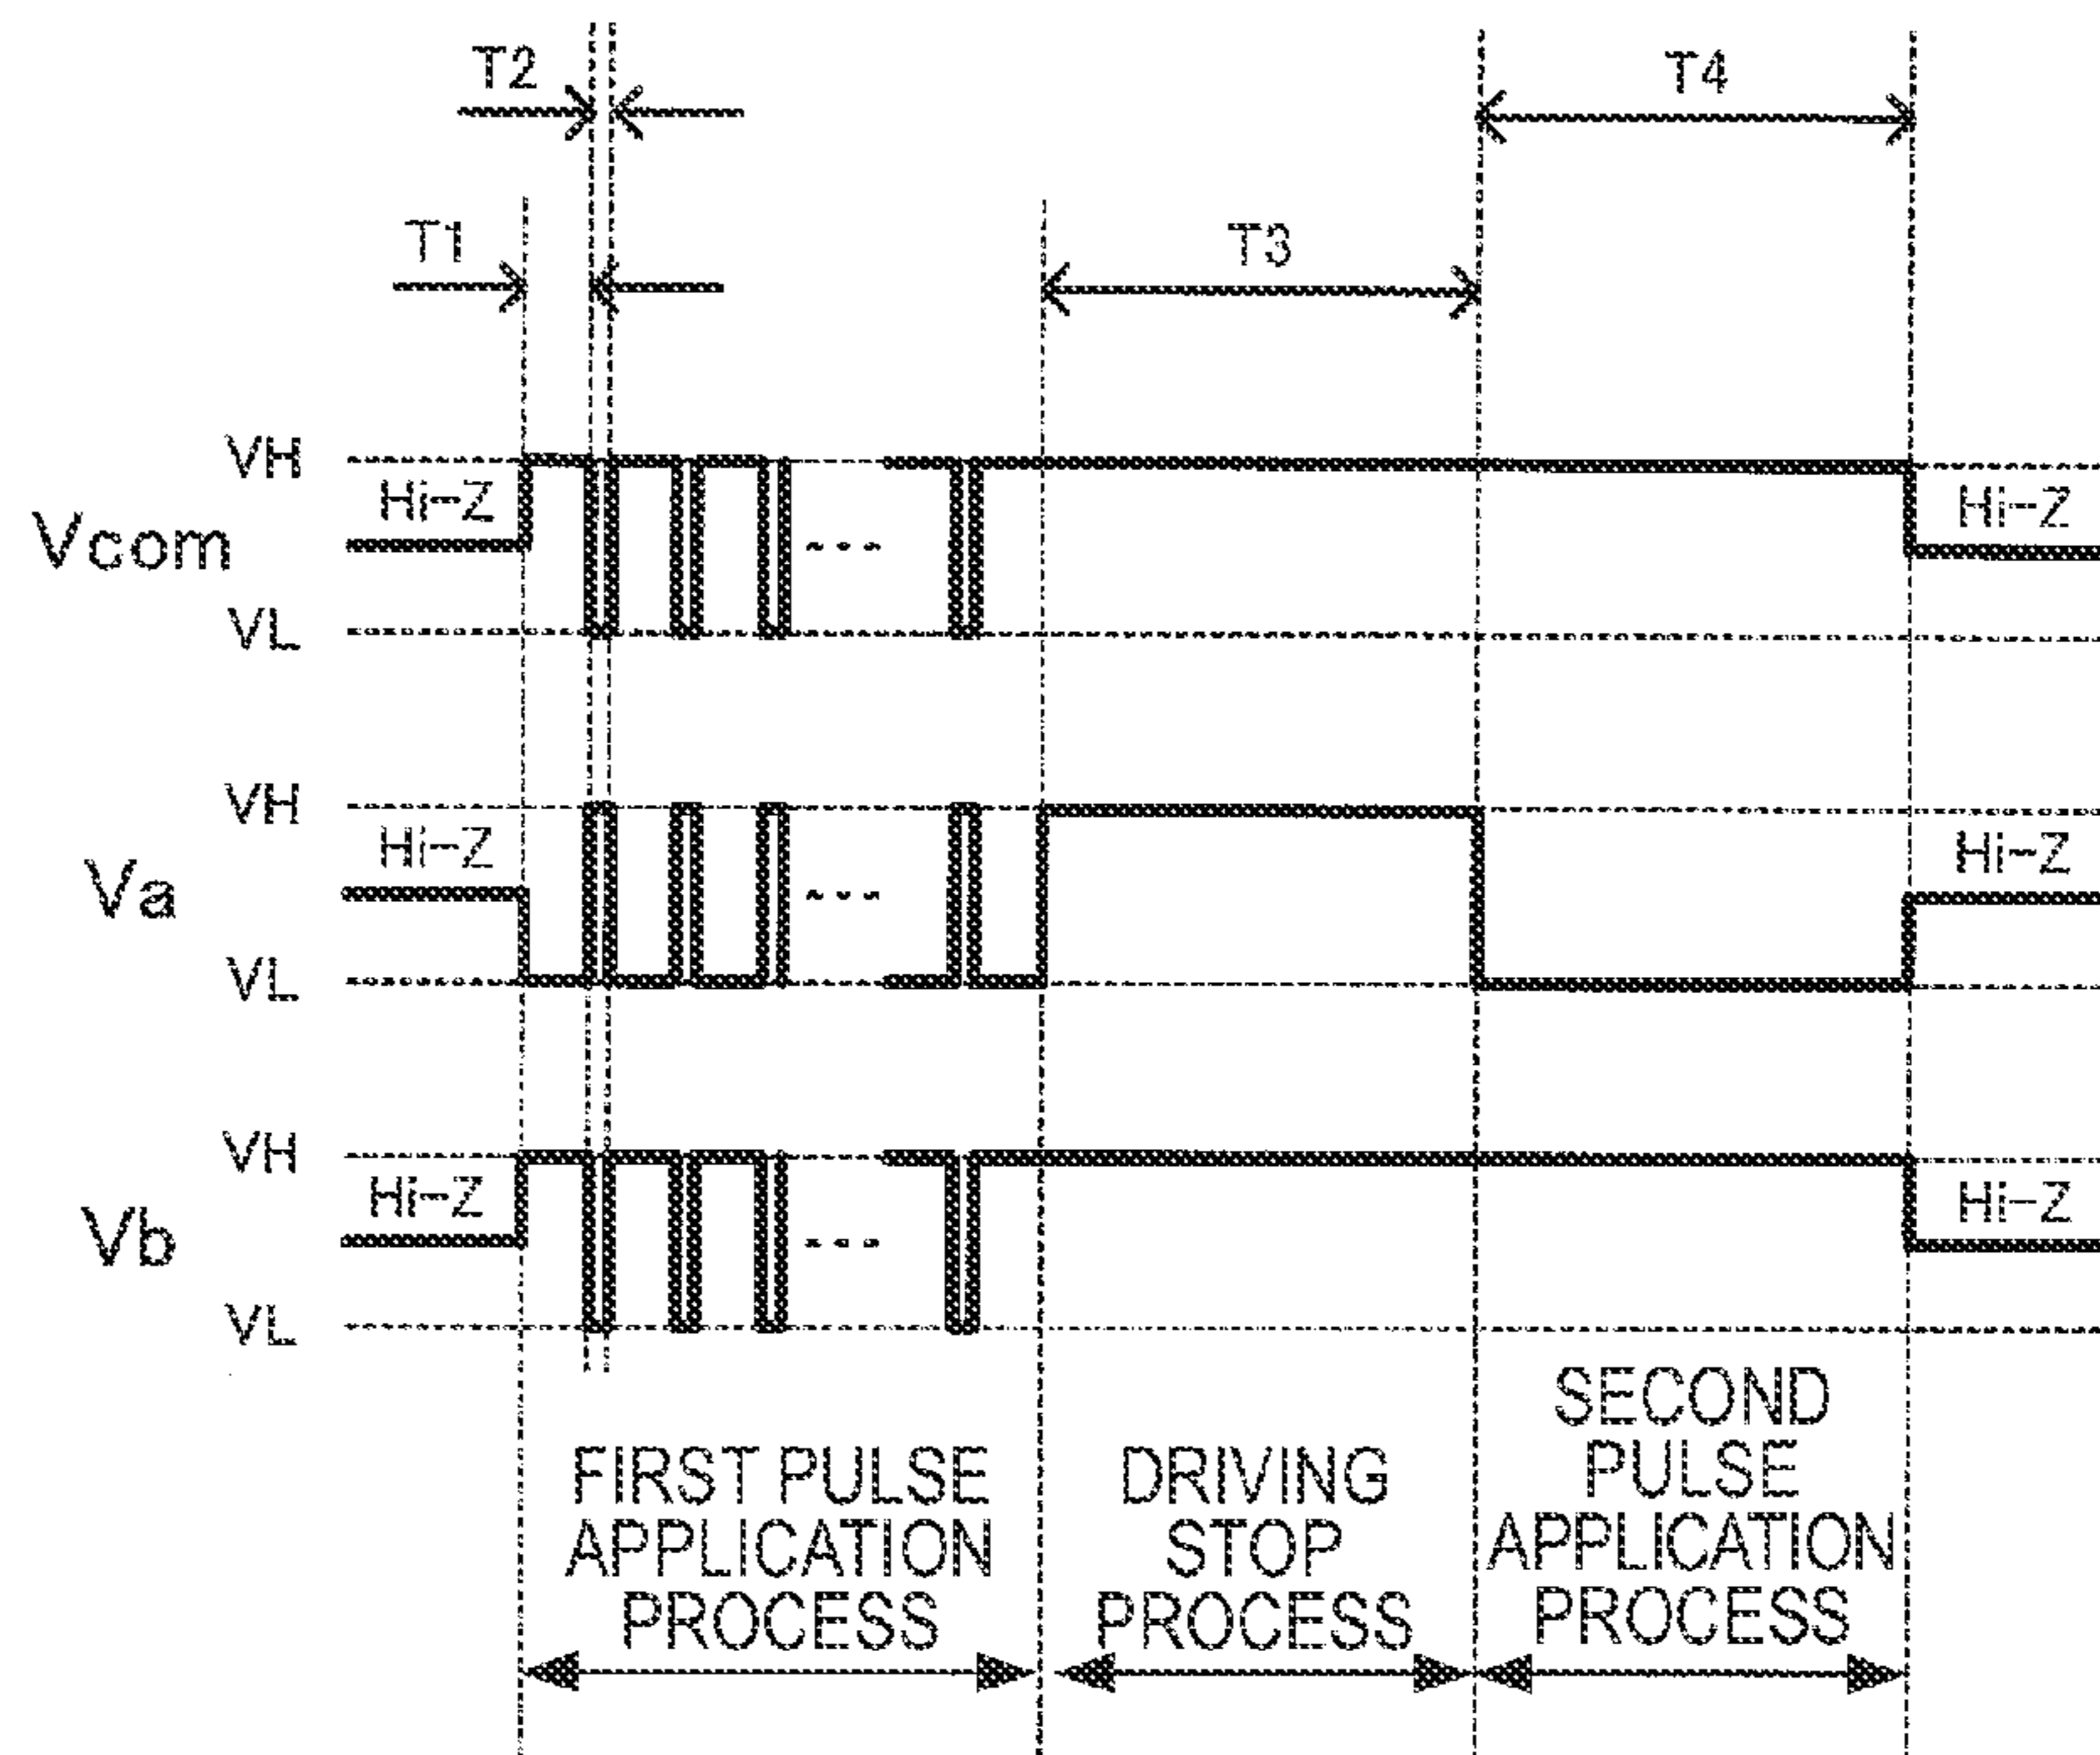 T2
T4
T1
T3
VH
Hi-Z
Vcom
Hi-Z
VL
VH
Hi-Z
Va
Hi-Z
VL
VH
Hi-Z
Vb
Hi-Z
VL
FIRST PULSE
APPLICATION
PROCESS
DRIVING
STOP
PROCESS
SECOND
PULSE
APPLICATION
PROCESS